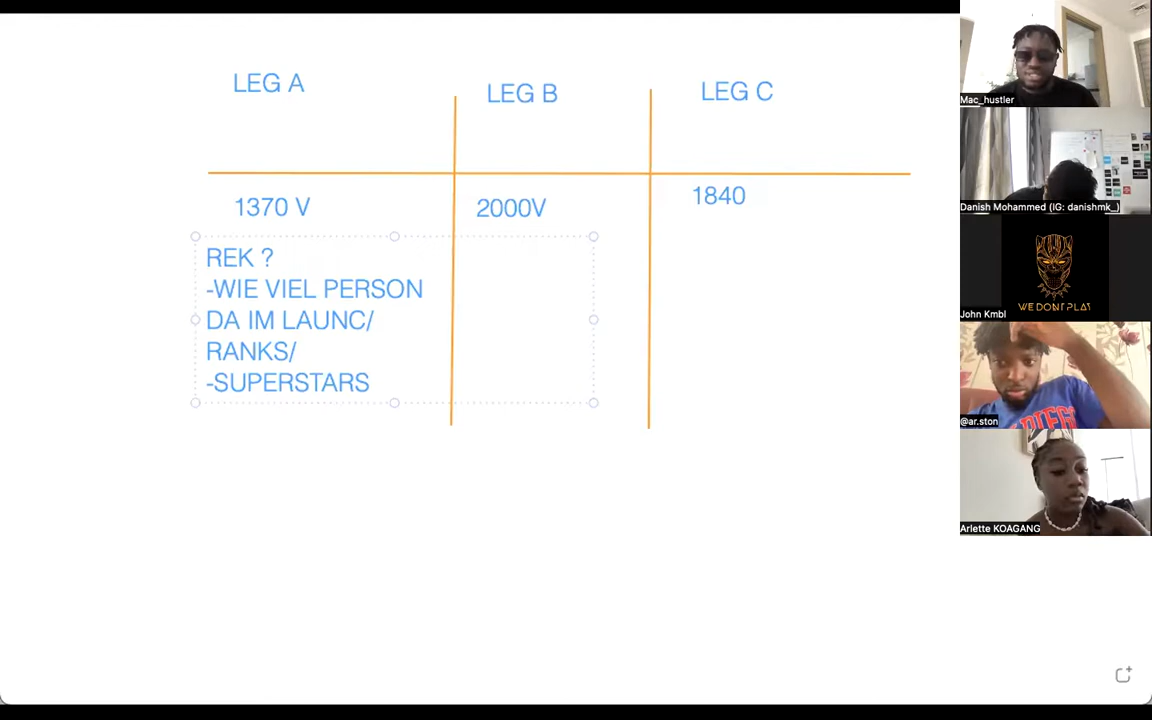 LEG A
LEG B
LEG C
1370 V
2000V
1840
REK ?
-WIE VIEL PERSON
DA IM LAUNC/
RANKS/
-SUPERSTARS
Mac_hustler
Danish Mohammed (IG: danishmk_)
WE DONT PLAY
John Kmbl
@ar.ston
Arlette KOAGANG